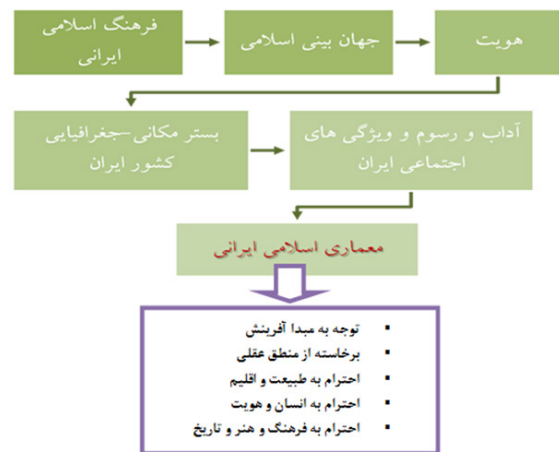 فرهنگ اسلامی
ایرانی
جهان بینی اسلامی
هویت
بستر مکانی-جغرافیایی
کشور ایران
آداب و رسوم و ویژگی های
اجتماعی ایران
معماری اسلامی ایرانی
▪ توجه به مبدا آفرینش
▪ برخاسته از منطق عقلی
▪ احترام به طبیعت و اقلیم
▪ احترام به انسان و هویت
▪ احترام به فرهنگ و هنر و تاریخ